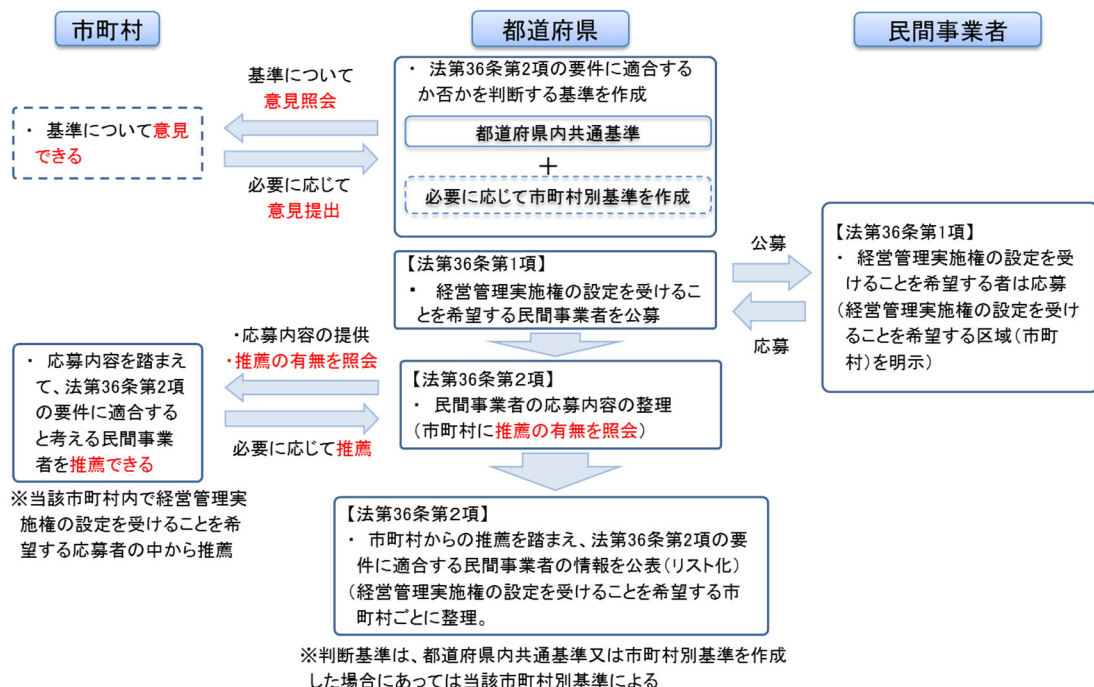 市町村
都道府県
民間事業者
・ 法第36条第2項の要件に適合する
か否かを判断する基準を作成
都道府県内共通基準
＋
必要に応じて市町村別基準を作成
基準について
意見照会
・ 基準について意見
できる
必要に応じて
意見提出
【法第36条第1項】
・ 経営管理実施権の設定を受けるこ
とを希望する民間事業者を公募
公募
応募
【法第36条第1項】
・ 経営管理実施権の設定を受
けることを希望する者は応募
(経営管理実施権の設定を受け
ることを希望する区域(市町
村)を明示)
・応募内容の提供
・推薦の有無を照会
必要に応じて推薦
・ 応募内容を踏まえ
て、法第36条第2項
の要件に適合する
と考える民間事業
者を推薦できる
※当該市町村内で経営管理実
施権の設定を受けることを希
望する応募者の中から推薦
【法第36条第２項】
・ 民間事業者の応募内容の整理
(市町村に推薦の有無を照会)
【法第36条第２項】
・ 市町村からの推薦を踏まえ、法第36条第2項の要
件に適合する民間事業者の情報を公表(リスト化)
(経営管理実施権の設定を受けることを希望する市
町村ごとに整理。
※判断基準は、都道府県内共通基準又は市町村別基準を作成
した場合にあっては当該市町村別基準による